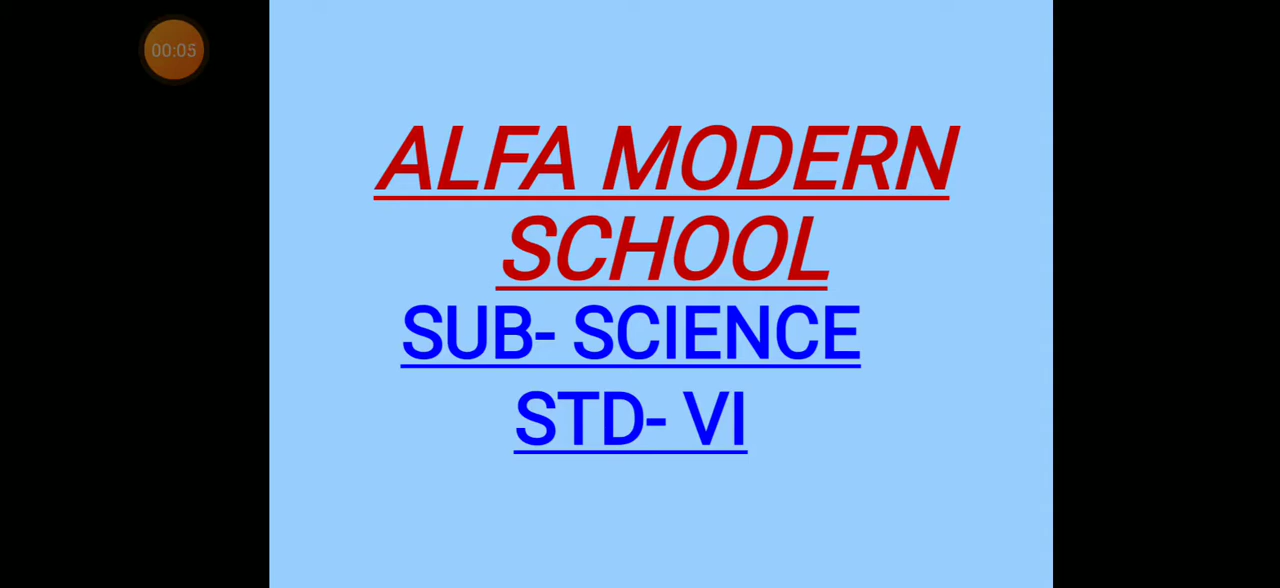 00:05
ALFA MODERN
SCHOOL
SUB- SCIENCE
STD- VI